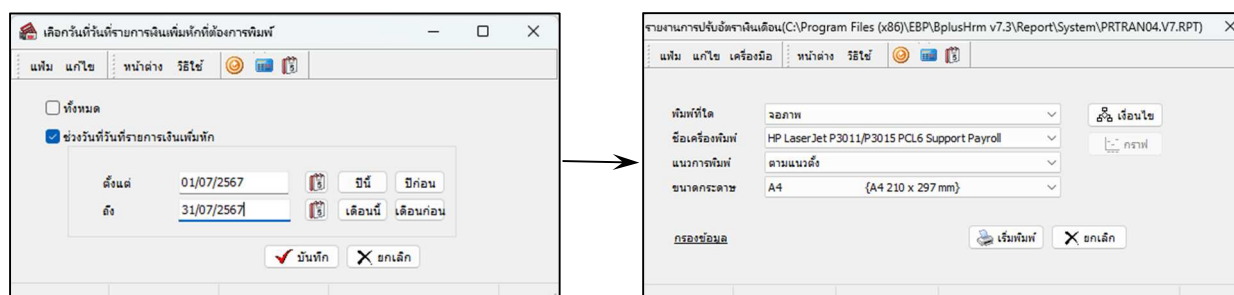 เลือกวันที่วันที่รายการเงินเพิ่มหักที่ต้องการพิมพ์
แฟ้ม แก้ไข หน้าต่าง วิธีใช้
ทั้งหมด
ช่วงวันที่วันที่รายการเงินเพิ่มหัก
ตั้งแต่ 01/07/2567 ปีนี้ ปีก่อน
ถึง 31/07/2567 เดือนนี้ เดือนก่อน
บันทึก ยกเลิก
รายงานการปรับอัตราเงินเดือน(C:\Program Files (x86)\EBP\BplusHrm v7.3\Report\System\PRTRAN04.V7.RPT)
แฟ้ม แก้ไข เครื่องมือ หน้าต่าง วิธีใช้
พิมพ์ที่ใด จอภาพ เงื่อนไข
ชื่อเครื่องพิมพ์ HP LaserJet P3011/P3015 PCL6 Support Payroll กราฟ
แนวการพิมพ์ ตามแนวตั้ง
ขนาดกระดาษ A4 {A4 210 x 297 mm}
กรองข้อมูล เริ่มพิมพ์ ยกเลิก